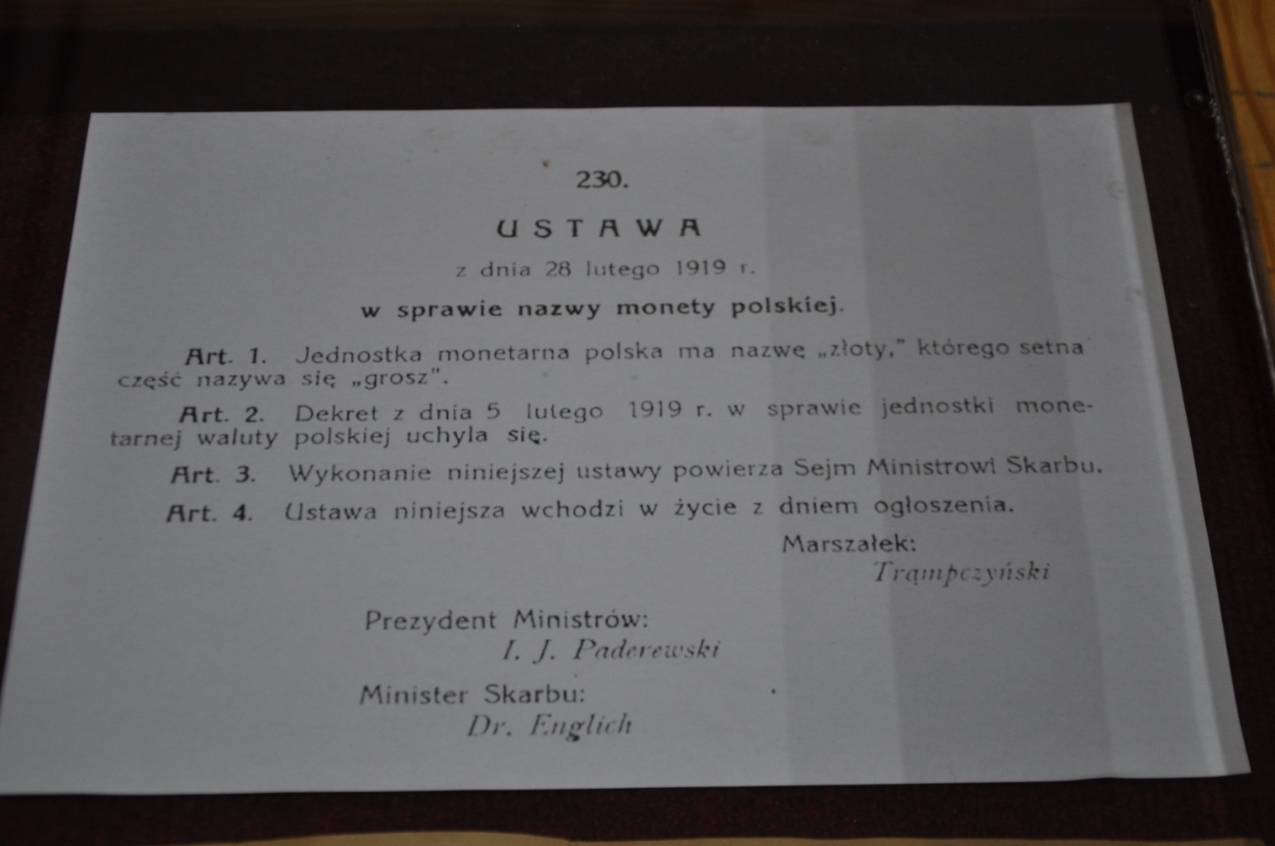 230.
USTAWA
z dnia 28 lutego 1919 r.
w sprawie nazwy monety polskiej.
Art. 1. Jednostka monetarna polska ma nazwę „złoty,” którego setna
część nazywa się „grosz”.
Art. 2. Dekret z dnia 5 lutego 1919 r. w sprawie jednostki mone-
tarnej waluty polskiej uchyla się.
Art. 3. Wykonanie niniejszej ustawy powierza Sejm Ministrowi Skarbu.
Art. 4. Ustawa niniejsza wchodzi w życie z dniem ogłoszenia.
Marszałek:
Trąmpczyński
Prezydent Ministrów:
I. J. Paderewski
Minister Skarbu:
Dr. Englich